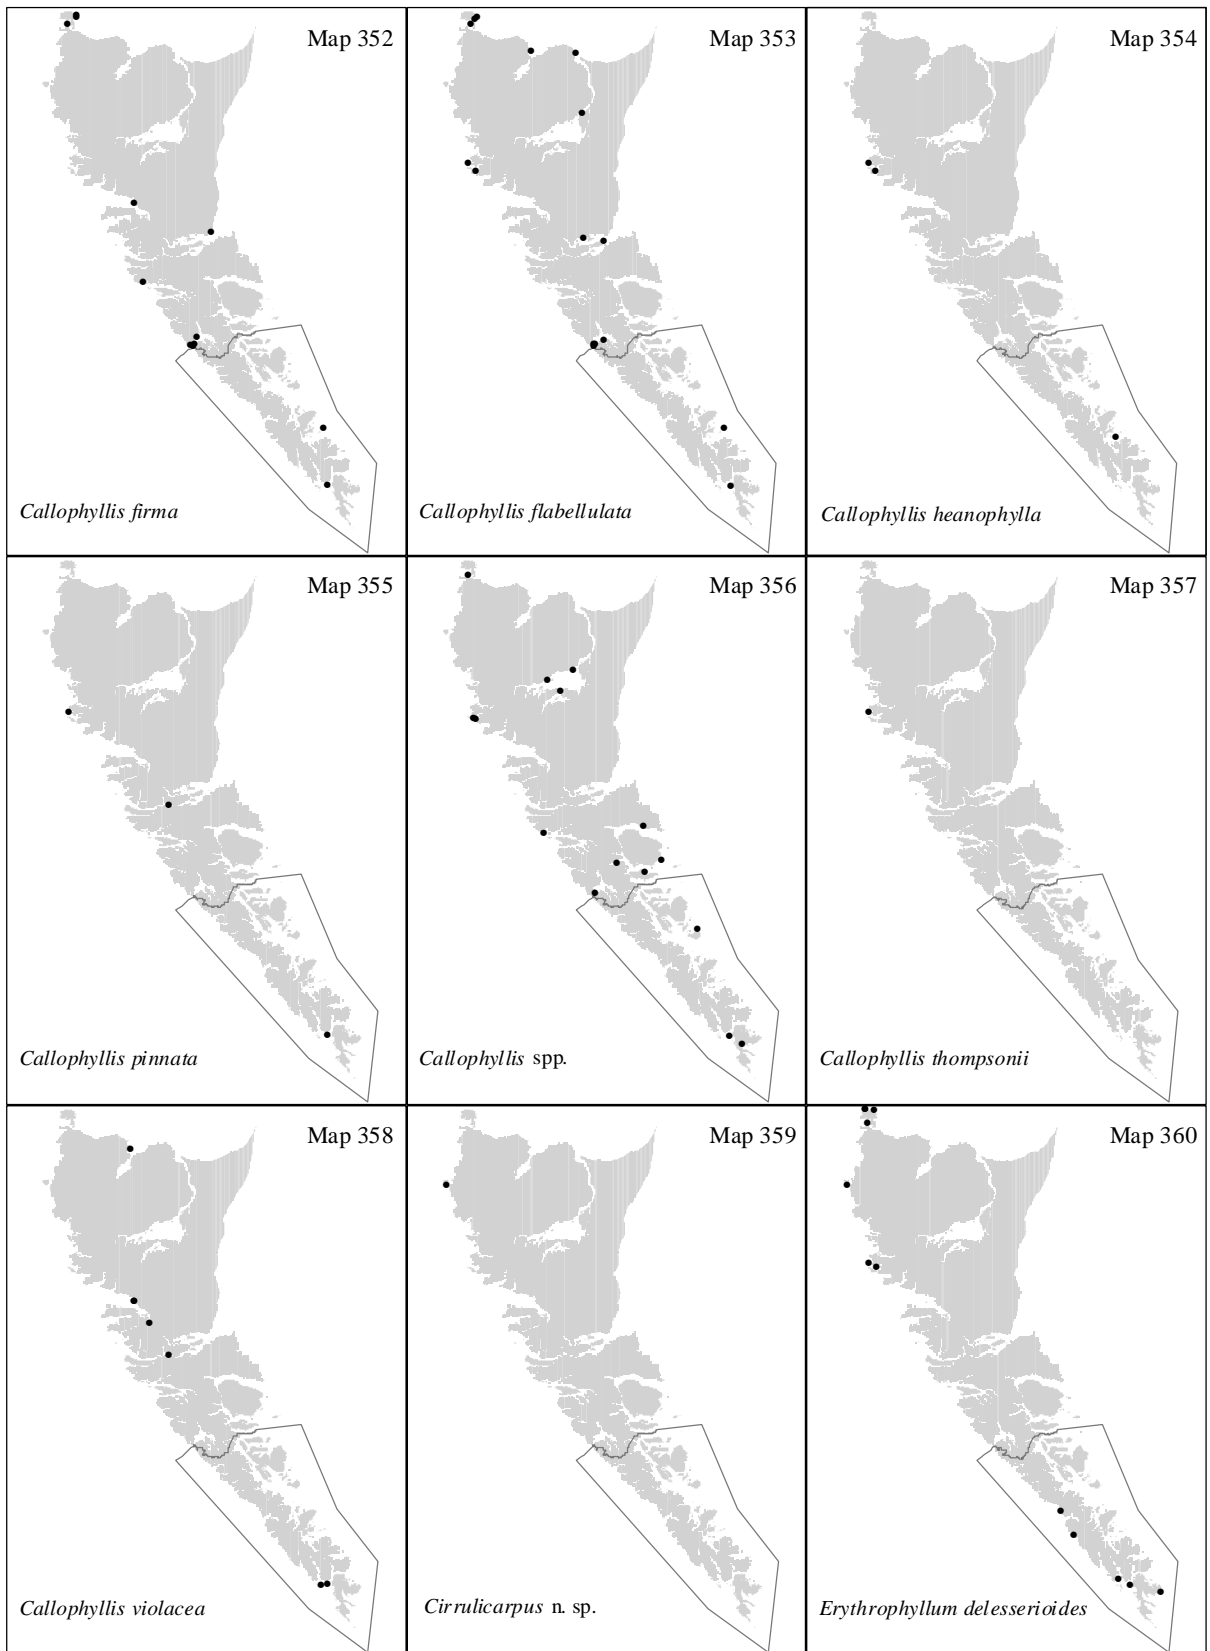 Map 352
Callophyllis firma
Map 353
Callophyllis flabellulata
Map 354
Callophyllis heanophylla
Map 355
Callophyllis pinnata
Map 356
Callophyllis spp.
Map 357
Callophyllis thompsonii
Map 358
Callophyllis violacea
Map 359
Cirrulicarpus n. sp.
Map 360
Erythrophyllum delesserioides